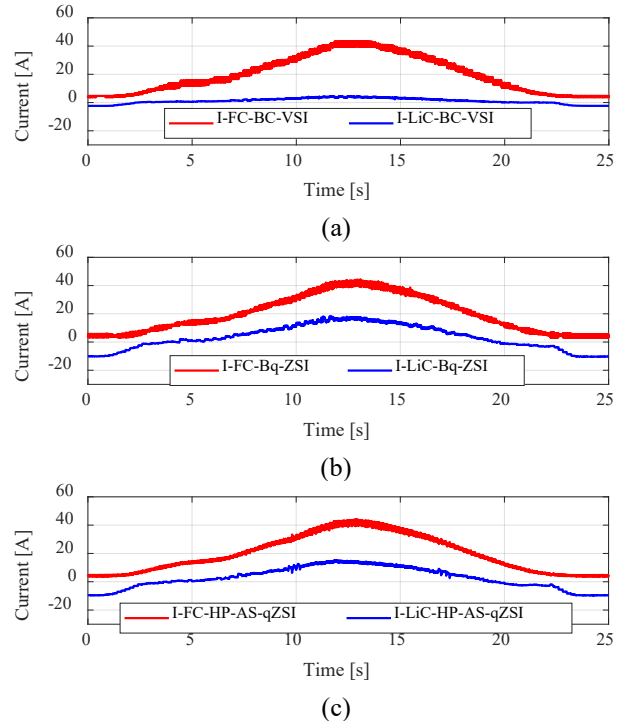 60
40
20
0
-20
Current [A]
I-FC-BC-VSI I-LiC-BC-VSI
0 5 10 15 20 25
Time [s]
(a)
60
40
20
0
-20
Current [A]
I-FC-Bq-ZSI I-LiC-Bq-ZSI
0 5 10 15 20 25
Time [s]
(b)
60
40
20
0
-20
Current [A]
I-FC-HP-AS-qZSI I-LiC-HP-AS-qZSI
0 5 10 15 20 25
Time [s]
(c)